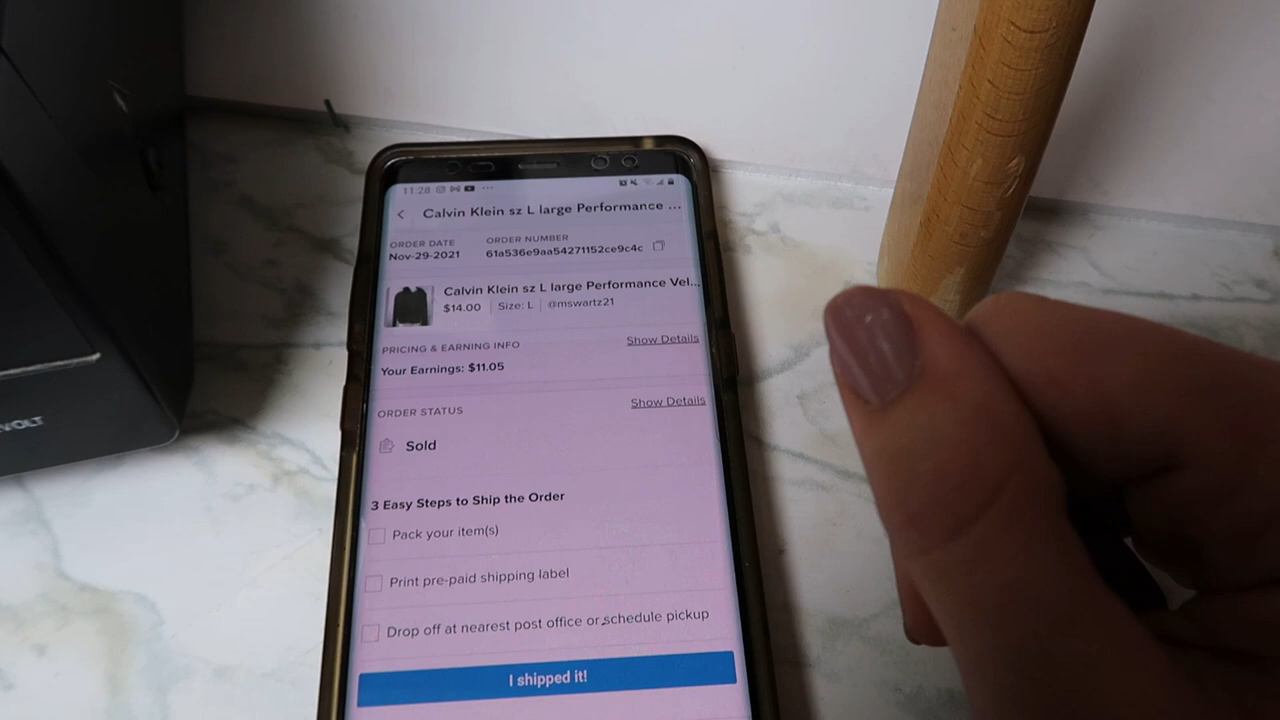 11:28
Calvin Klein sz L large Performance ...
ORDER DATE
ORDER NUMBER
Nov-29-2021
61a536e9aa54271152ce9c4c
Calvin Klein sz L large Performance Vel...
$14.00 | Size: L | @mswartz21
PRICING & EARNING INFO
Show Details
Your Earnings: $11.05
ORDER STATUS
Show Details
Sold
3 Easy Steps to Ship the Order
Pack your item(s)
Print pre-paid shipping label
Drop off at nearest post office or schedule pickup
I shipped it!